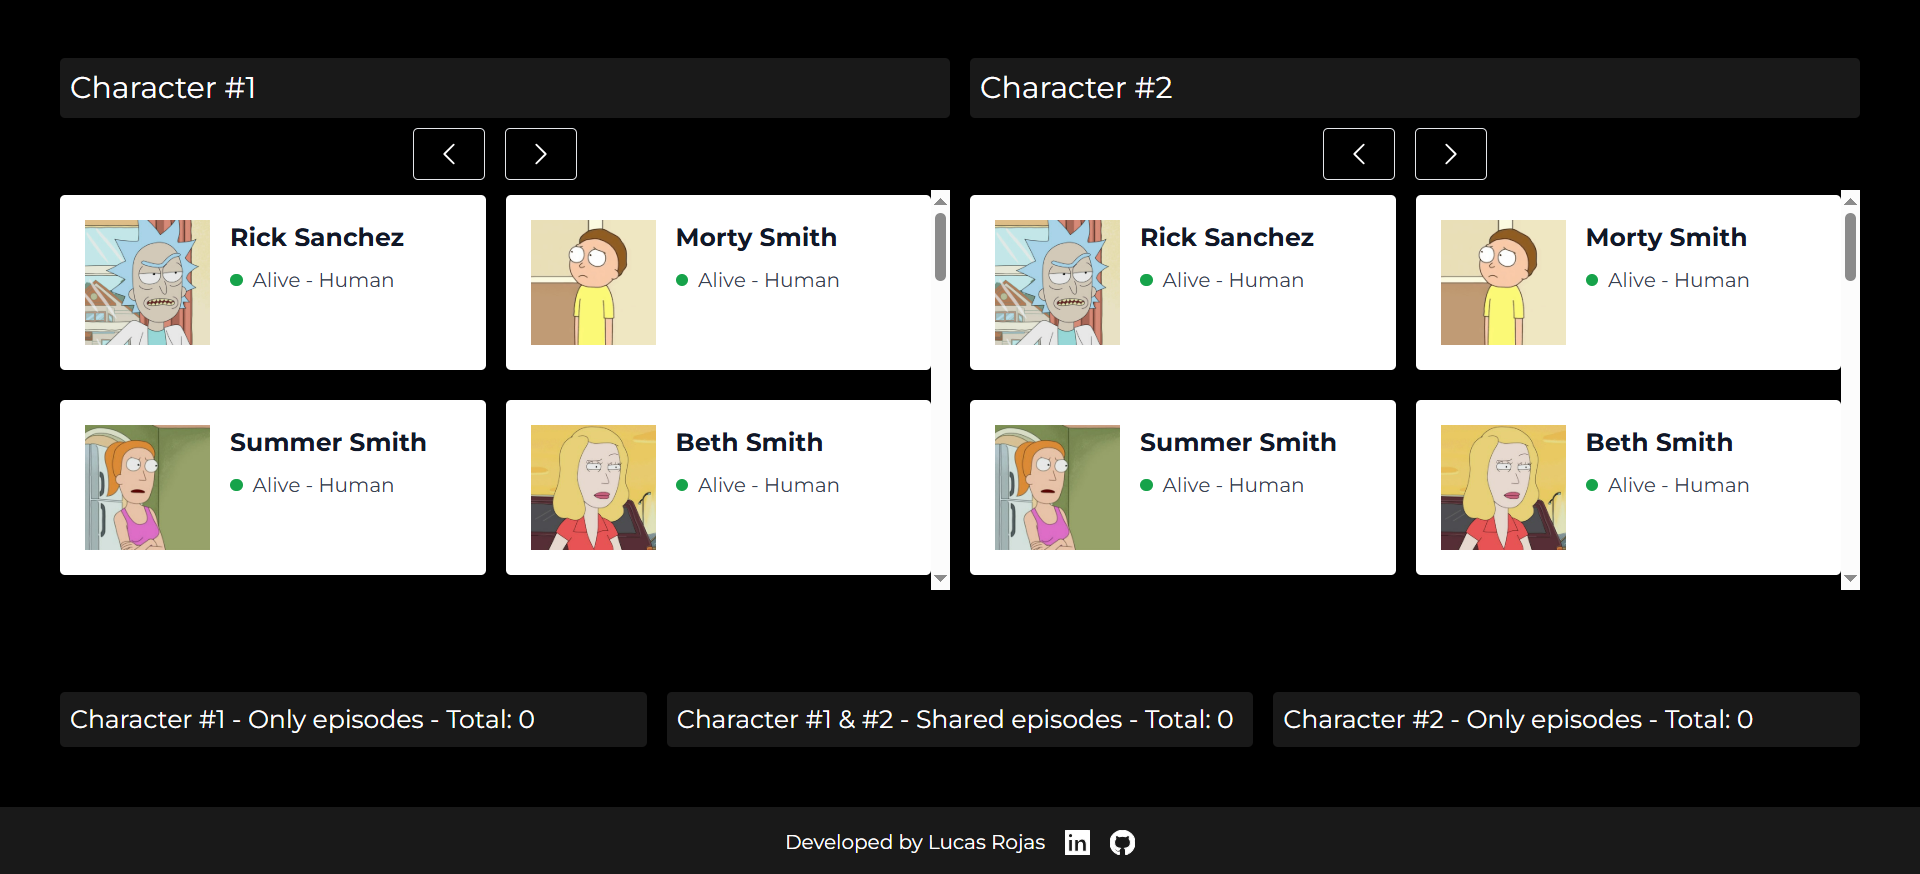 Character #1
Character #2
Rick Sanchez
Alive - Human
Morty Smith
Alive - Human
Summer Smith
Alive - Human
Beth Smith
Alive - Human
Rick Sanchez
Alive - Human
Morty Smith
Alive - Human
Summer Smith
Alive - Human
Beth Smith
Alive - Human
Character #1 - Only episodes - Total: 0
Character #1 & #2 - Shared episodes - Total: 0
Character #2 - Only episodes - Total: 0
Developed by Lucas Rojas
in